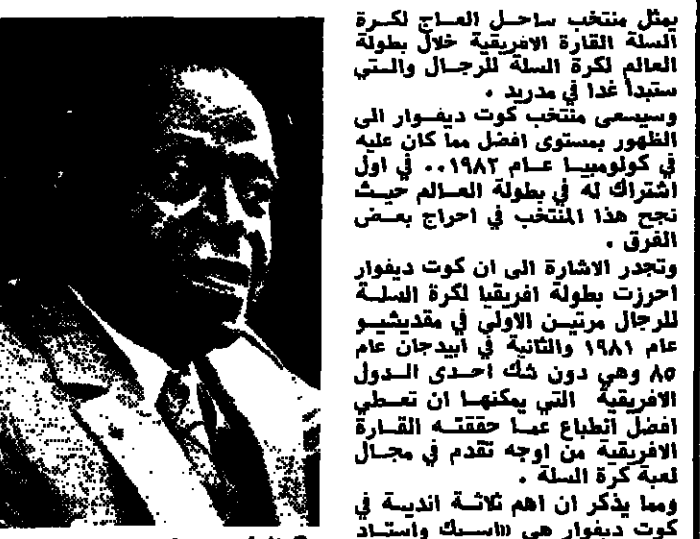 يمثل منتخب ساحل العاج لكرة
السلة القارة الافريقية خلال بطولة
العالم لكرة السلة للرجال والتي
ستبدأ غدا في مدريد .
وسيسعى منتخب كوت ديفوار الى
الظهور بمستوى افضل مما كان عليه
في كولومبيا عام ١٩٨٢.. في اول
اشتراك له في بطولة العالم حيث
نجح هذا المنتخب في احراج بعض
الفرق .
وتجدر الاشارة الى ان كوت ديفوار
احرزت بطولة افريقيا لكرة السلة
للرجال مرتين الاولى في مقديشيو
عام ١٩٨١ والثانية في ابيدجان عام
٨٥ وهي دون شك احدى الدول
الافريقية التي يمكنها ان تعطي
افضل انطباع عما حققته القارة
الافريقية من اوجه تقدم في مجال
لعبة كرة السلة .
ومما يذكر ان اهم ثلاثة اندية في
كوت ديفوار هي «اسيك واستاد